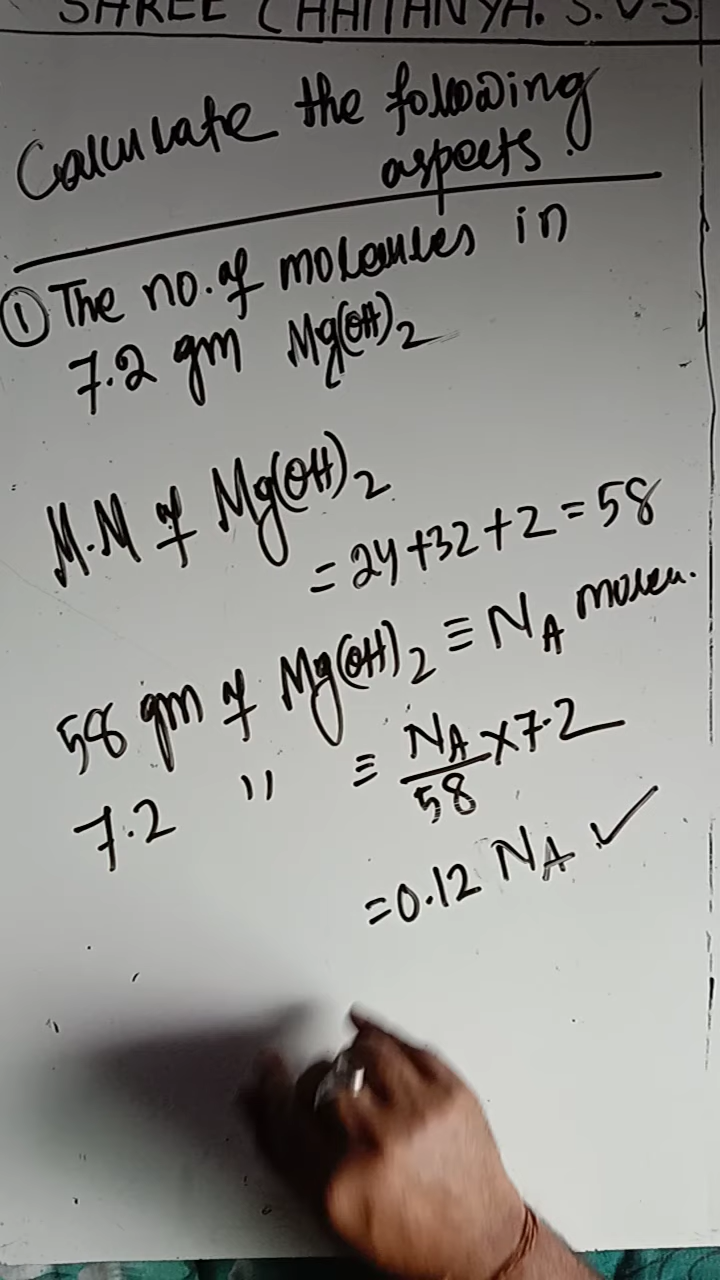 SHREE CHAITANYA. S. V-S.
Calculate the following
aspects.
① The no. of molecules in
7.2 gm Mg(OH)2
M.M of Mg(OH)2
= 24+32+2=58
58 gm of Mg(OH)2 ≡ NA molecu.
7.2 " ≡ NA/58 ×7.2
=0.12 NA ✓